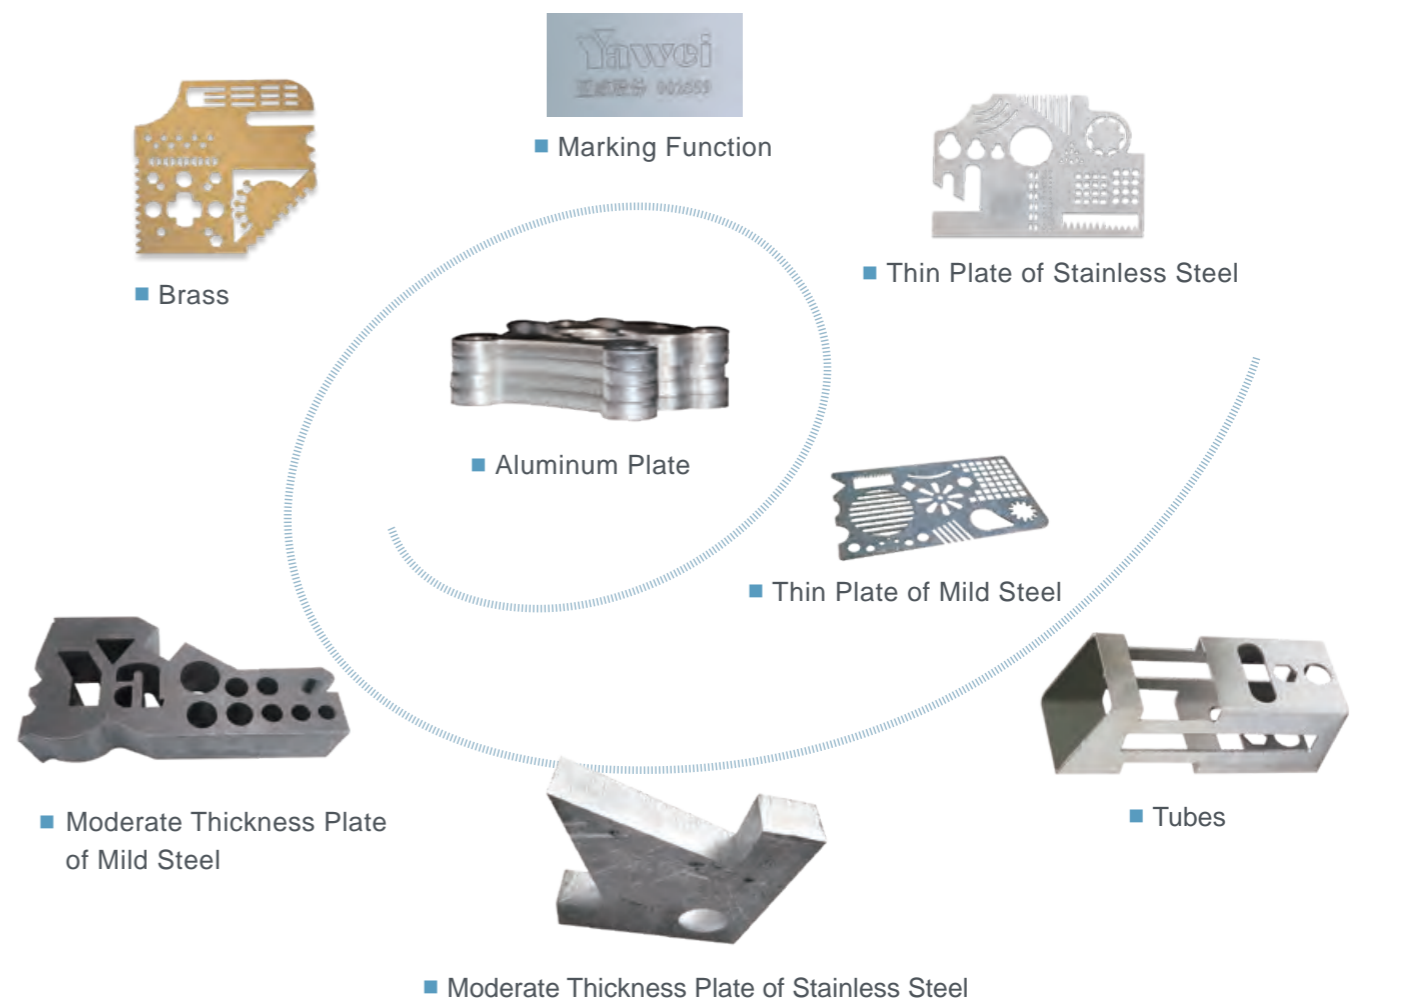 Yawei
Marking Function
Brass
Thin Plate of Stainless Steel
Aluminum Plate
Thin Plate of Mild Steel
Moderate Thickness Plate
of Mild Steel
Tubes
Moderate Thickness Plate of Stainless Steel